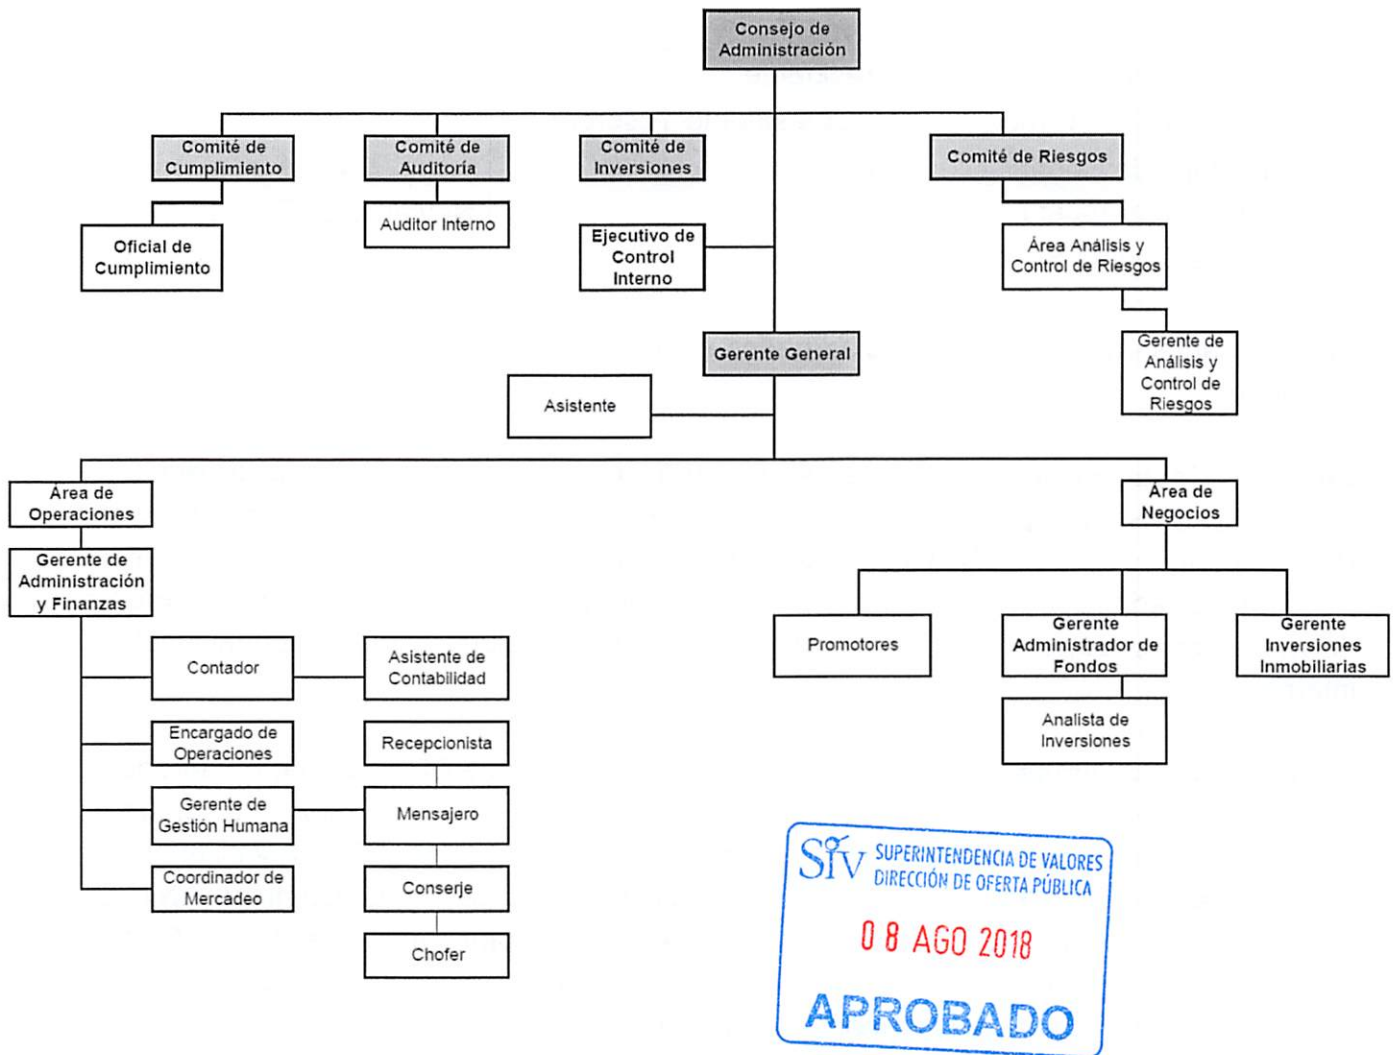 Consejo de
Administración
Comité de
Cumplimiento
Comité de
Auditoría
Comité de
Inversiones
Comité de Riesgos
Oficial de
Cumplimiento
Auditor Interno
Ejecutivo de
Control
Interno
Área Análisis y
Control de Riesgos
Gerente General
Gerente de
Análisis y
Control de
Riesgos
Asistente
Área de
Operaciones
Gerente de
Administración
y Finanzas
Área de
Negocios
Contador
Asistente de
Contabilidad
Encargado de
Operaciones
Recepcionista
Gerente de
Gestión Humana
Mensajero
Coordinador de
Mercadeo
Conserje
Chofer
Promotores
Gerente
Administrador de
Fondos
Gerente
Inversiones
Inmobiliarias
Analista de
Inversiones
SIV SUPERINTENDENCIA DE VALORES
DIRECCIÓN DE OFERTA PÚBLICA
08 AGO 2018
APROBADO